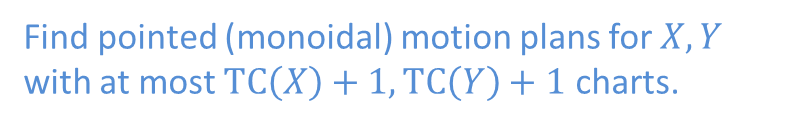 Find pointed (monoidal) motion plans for X, Y
with at most TC(X) + 1, TC(Y) + 1 charts.